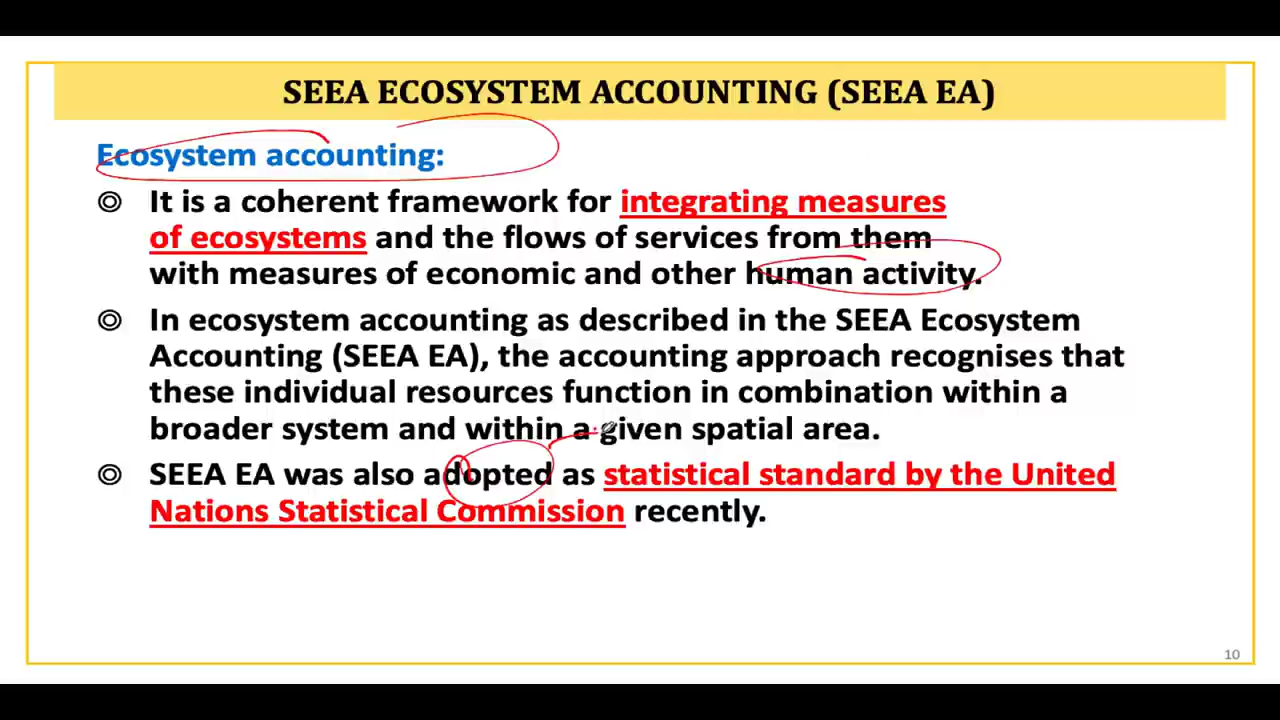 SEEA ECOSYSTEM ACCOUNTING (SEEA EA)
Ecosystem accounting:
◎ It is a coherent framework for integrating measures
of ecosystems and the flows of services from them
with measures of economic and other human activity.
◎ In ecosystem accounting as described in the SEEA Ecosystem
Accounting (SEEA EA), the accounting approach recognises that
these individual resources function in combination within a
broader system and within a given spatial area.
◎ SEEA EA was also adopted as statistical standard by the United
Nations Statistical Commission recently.
10